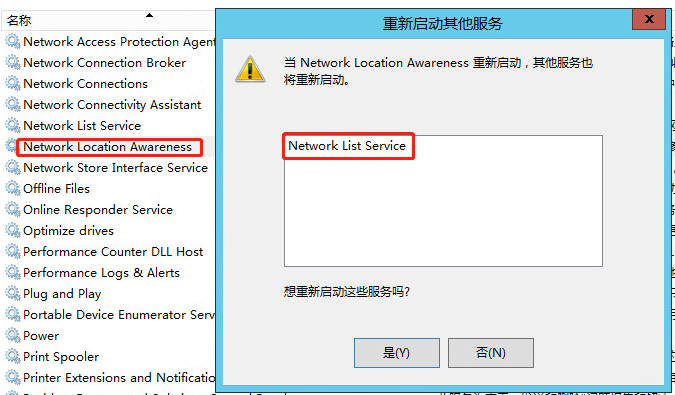 名称
Network Access Protection Agent
Network Connection Broker
Network Connections
Network Connectivity Assistant
Network List Service
Network Location Awareness
Network Store Interface Service
Offline Files
Online Responder Service
Optimize drives
Performance Counter DLL Host
Performance Logs & Alerts
Plug and Play
Portable Device Enumerator Serv
Power
Print Spooler
Printer Extensions and Notificatio
重新启动其他服务
当 Network Location Awareness 重新启动，其他服务也
将重新启动。
Network List Service
想重新启动这些服务吗?
是(Y)
否(N)